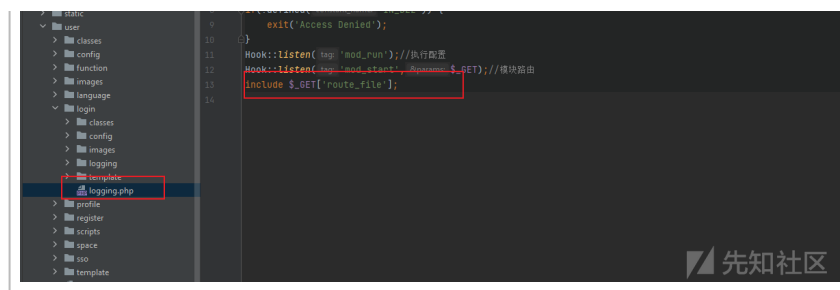 static
user
classes
config
function
images
language
login
classes
config
images
logging
template
logging.php
profile
register
scripts
space
sso
template
9 exit('Access Denied');
10 }
11 Hook::listen( tag: 'mod_run');//执行配置
12 Hook::listen( tag: 'mod_start', &params: $_GET);//模块路由
13 include $_GET['route_file'];
14
先知社区